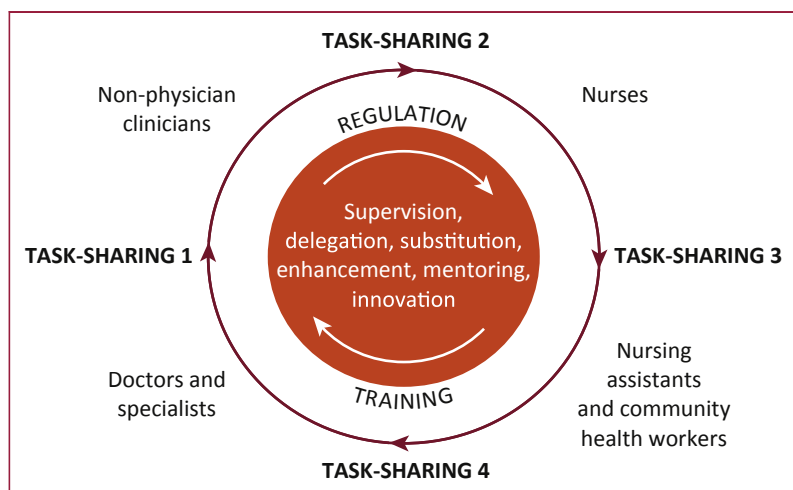 TASK-SHARING 2
Non-physician
clinicians
Nurses
REGULATION
Supervision,
delegation, substitution,
enhancement, mentoring,
innovation
TASK-SHARING 1
TASK-SHARING 3
Doctors and
specialists
TRAINING
Nursing
assistants
and community
health workers
TASK-SHARING 4